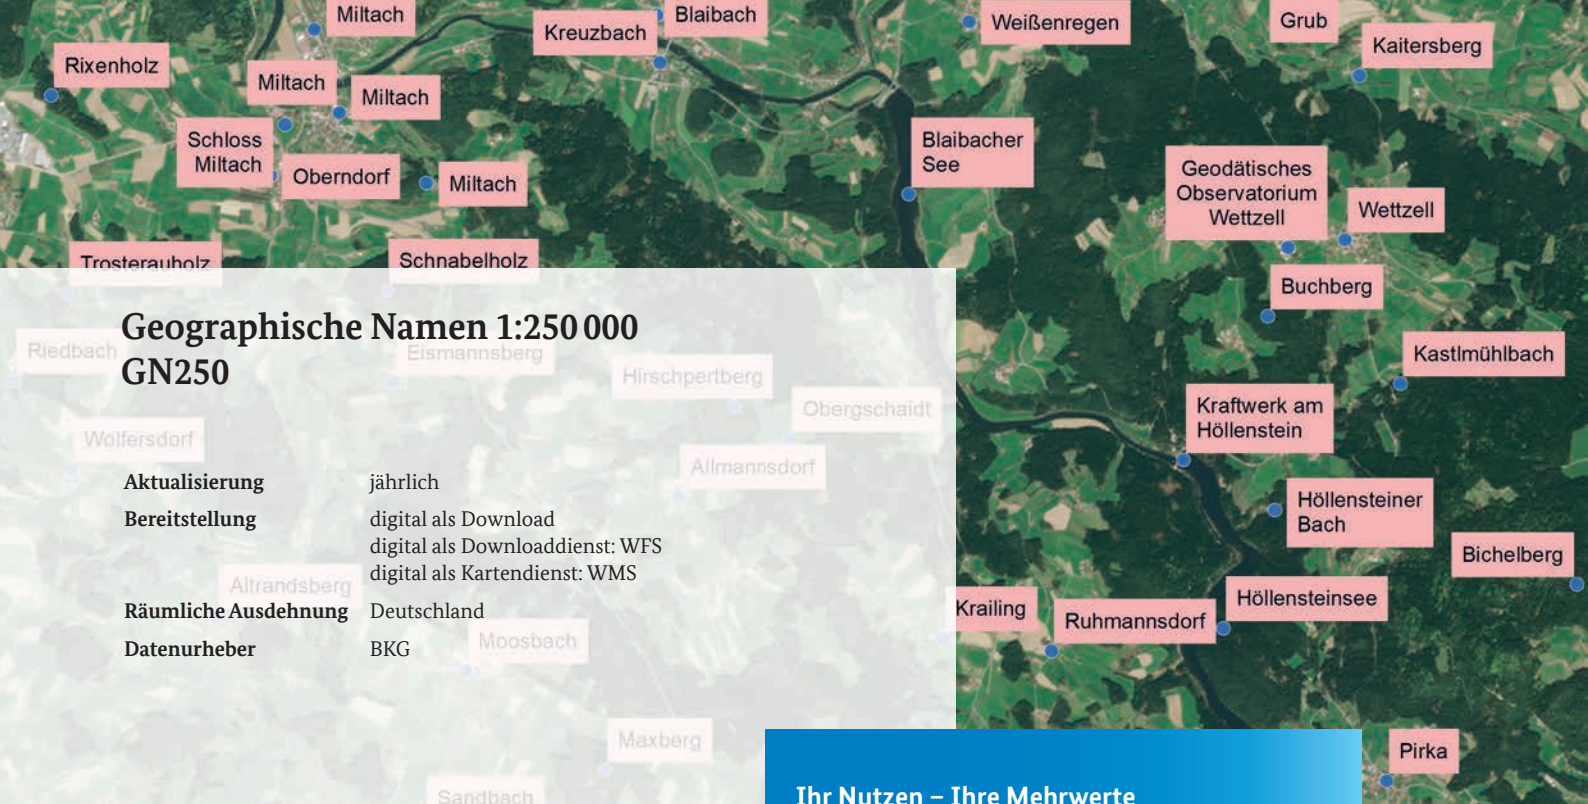 Miltach
Kreuzbach
Blaibach
Weißenregen
Grub
Kaitersberg
Rixenholz
Miltach
Miltach
Schloss
Miltach
Oberndorf
Miltach
Blaibacher
See
Geodätisches
Observatorium
Wettzell
Wettzell
Trosterauholz
Schnabelholz
Buchberg
Geographische Namen 1:250 000
GN250
Riedbach
Eismannsberg
Hirschpertberg
Obergschaidt
Kastlmühlbach
Kraftwerk am
Höllenstein
Wolfersdorf
Allmannsdorf
Aktualisierung jährlich
Bereitstellung digital als Download
digital als Downloaddienst: WFS
digital als Kartendienst: WMS
Höllensteiner
Bach
Bichelberg
Altrandsberg
Räumliche Ausdehnung Deutschland
Krailing
Ruhmannsdorf
Höllensteinsee
Datenurheber BKG
Moosbach
Maxberg
Pirka
Sandbach
Ihr Nutzen – Ihre Mehrwerte